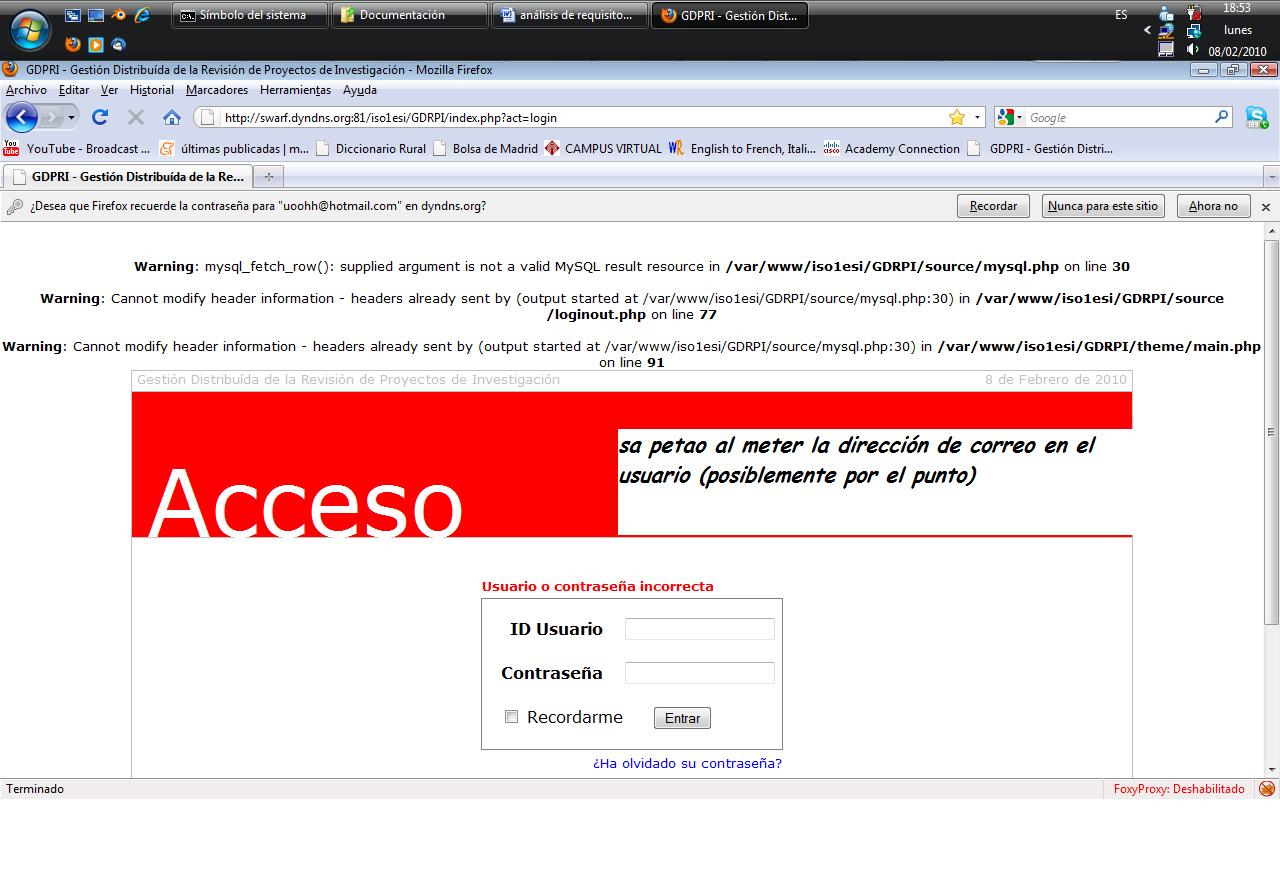 Símbolo del sistema
Documentación
análisis de requisito...
GDPRI - Gestión Dist...
ES
18:53
lunes
08/02/2010
GDPRI - Gestión Distribuída de la Revisión de Proyectos de Investigación - Mozilla Firefox
Archivo Editar Ver Historial Marcadores Herramientas Ayuda
http://swarf.dyndns.org:81/iso1esi/GDRPI/index.php?act=login
Google
YouTube - Broadcast ... últimas publicadas | m... Diccionario Rural Bolsa de Madrid CAMPUS VIRTUAL English to French, Itali... Academy Connection GDPRI - Gestión Distri...
GDPRI - Gestión Distribuída de la Re...
¿Desea que Firefox recuerde la contraseña para "uoohh@hotmail.com" en dyndns.org? Recordar Nunca para este sitio Ahora no
Warning: mysql_fetch_row(): supplied argument is not a valid MySQL result resource in /var/www/iso1esi/GDRPI/source/mysql.php on line 30
Warning: Cannot modify header information - headers already sent by (output started at /var/www/iso1esi/GDRPI/source/mysql.php:30) in /var/www/iso1esi/GDRPI/source
/loginout.php on line 77
Warning: Cannot modify header information - headers already sent by (output started at /var/www/iso1esi/GDRPI/source/mysql.php:30) in /var/www/iso1esi/GDRPI/theme/main.php
on line 91
Gestión Distribuída de la Revisión de Proyectos de Investigación 8 de Febrero de 2010
sa petao al meter la dirección de correo en el
usuario (posiblemente por el punto)
Acceso
Usuario o contraseña incorrecta
ID Usuario
Contraseña
Recordarme Entrar
¿Ha olvidado su contraseña?
Terminado FoxyProxy: Deshabilitado